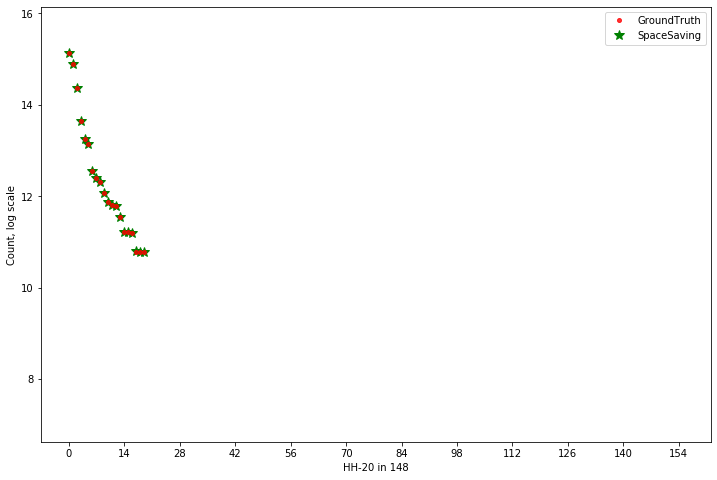 16
14
12
10
8
Count, log scale
GroundTruth
SpaceSaving
0 14 28 42 56 70 84 98 112 126 140 154
HH-20 in 148